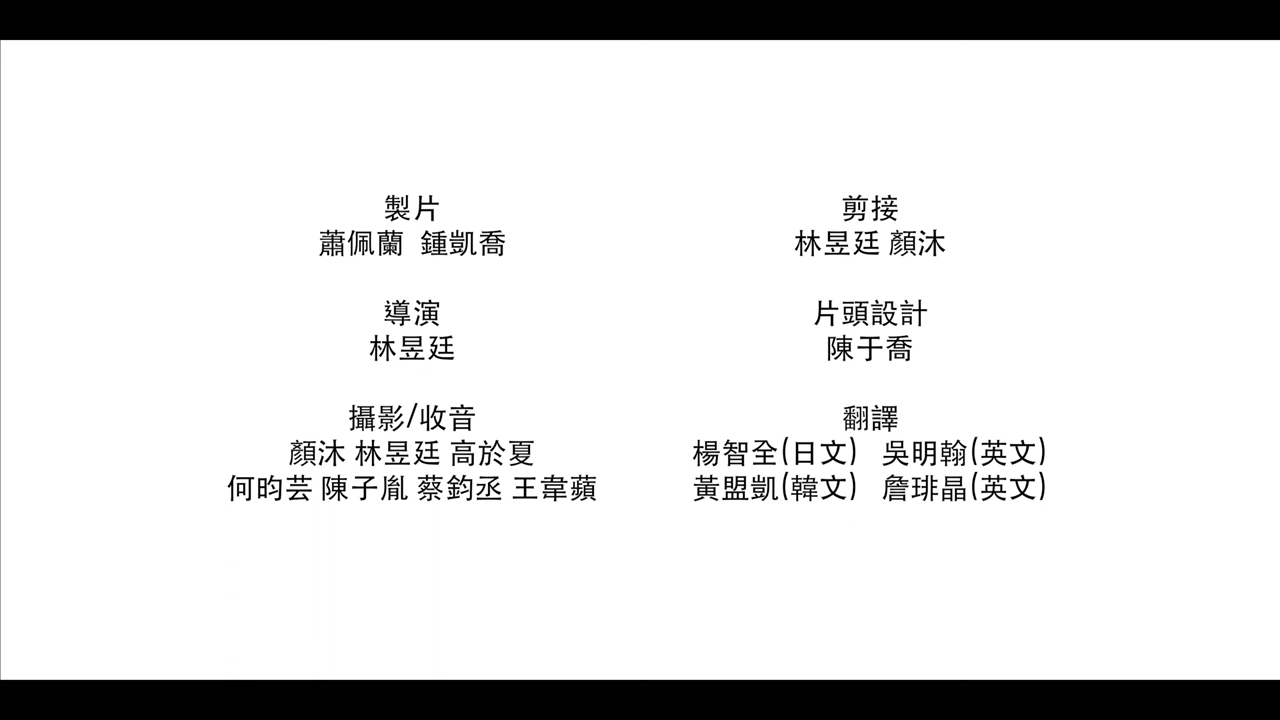 製片
蕭佩蘭 鍾凱喬
導演
林昱廷
攝影/收音
顏沐 林昱廷 高於夏
何昀芸 陳子胤 蔡鈞丞 王韋蘋
剪接
林昱廷 顏沐
片頭設計
陳于喬
翻譯
楊智全(日文) 吳明翰(英文)
黃盟凱(韓文) 詹琲晶(英文)